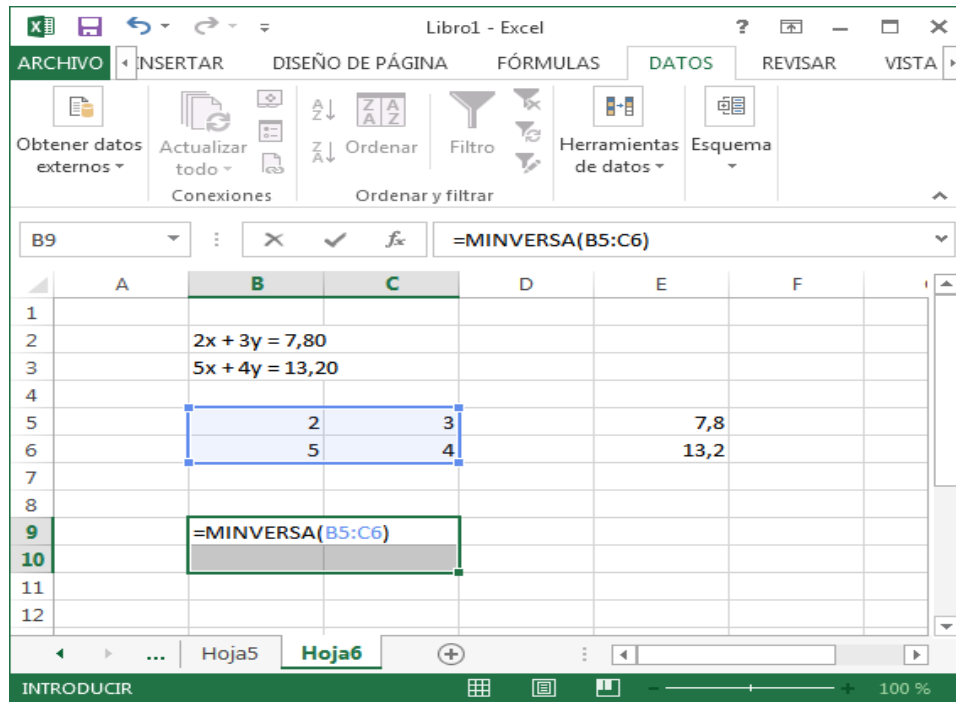 Libro1 - Excel ?
ARCHIVO INSERTAR DISEÑO DE PÁGINA FÓRMULAS DATOS REVISAR VISTA
Obtener datos externos
Actualizar todo
Conexiones
Ordenar
Filtro
Ordenar y filtrar
Herramientas de datos
Esquema
B9 fx =MINVERSA(B5:C6)
A B C D E F
1
2 2x + 3y = 7,80
3 5x + 4y = 13,20
4
5 2 3 7,8
6 5 4 13,2
7
8
9 =MINVERSA(B5:C6)
10
11
12
... Hoja5 Hoja6
INTRODUCIR 100 %